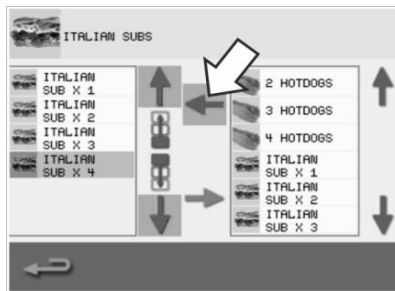 ITALIAN SUBS
ITALIAN
SUB X 1
ITALIAN
SUB X 2
ITALIAN
SUB X 3
ITALIAN
SUB X 4
2 HOTDOGS
3 HOTDOGS
4 HOTDOGS
ITALIAN
SUB X 1
ITALIAN
SUB X 2
ITALIAN
SUB X 3